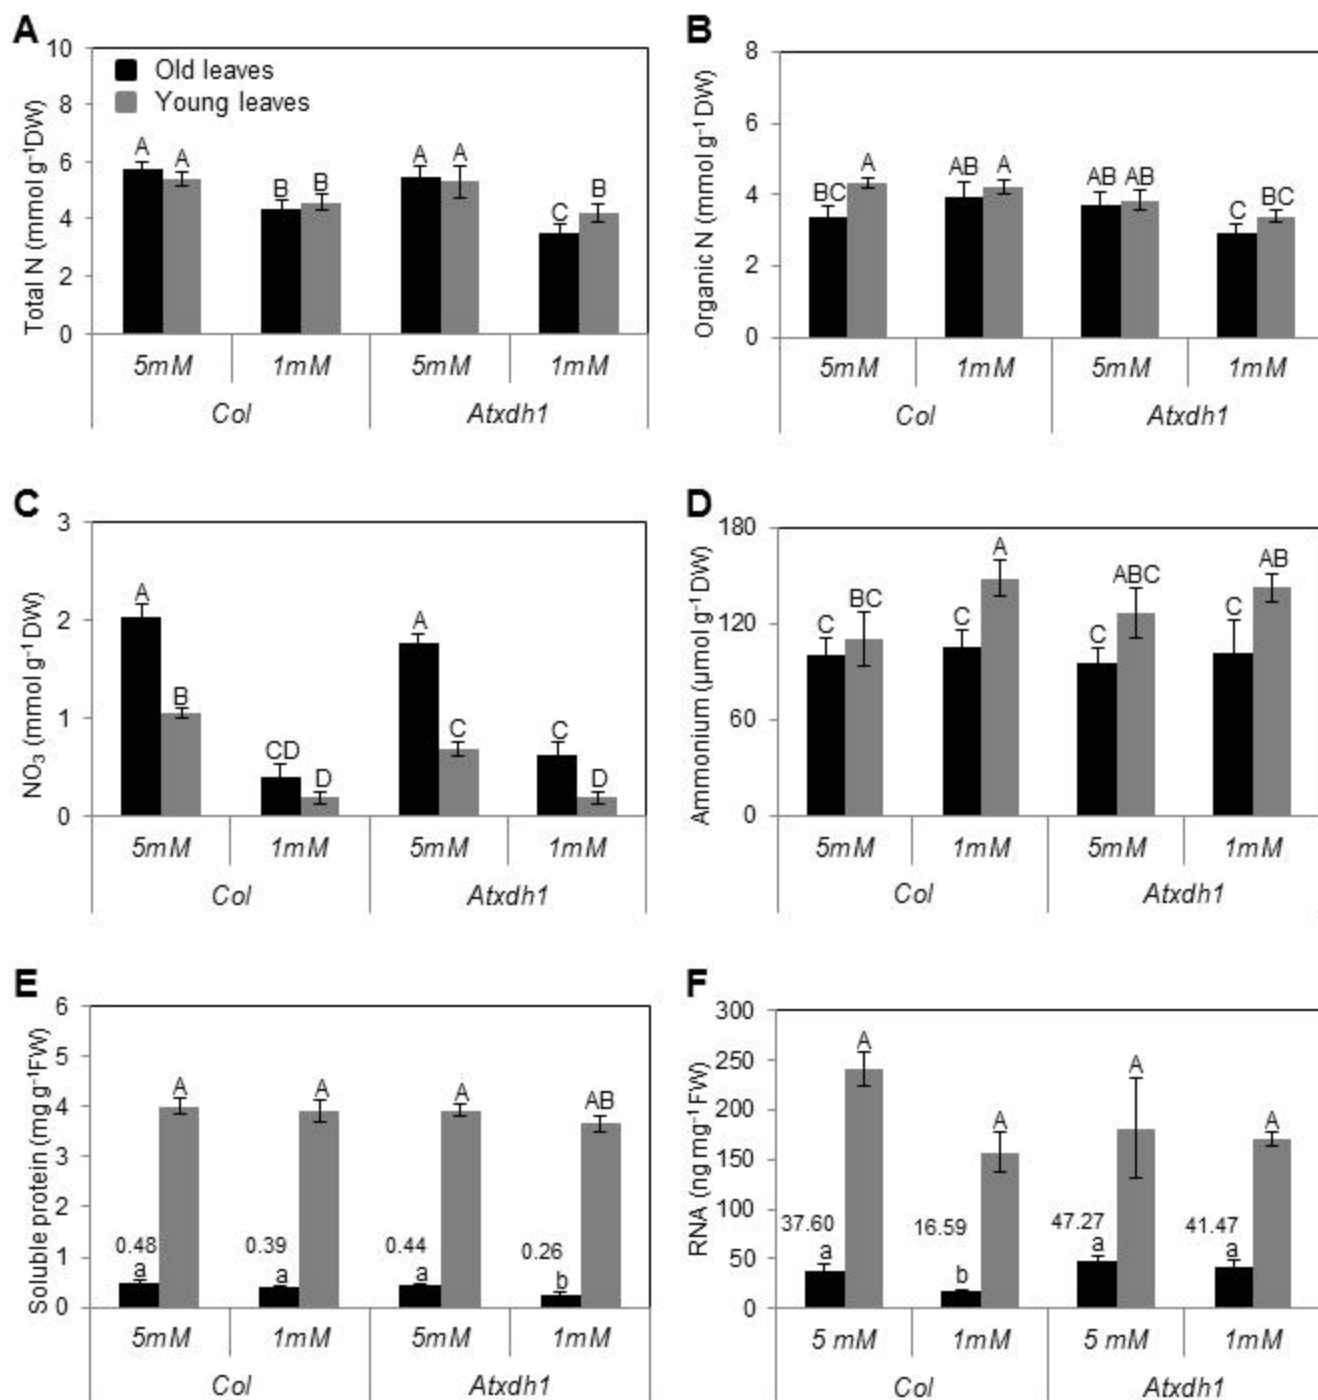 A
Total N (mmol g⁻¹DW)
10
8
6
4
2
0
Old leaves
Young leaves
A A B B A A C B
5mM 1mM 5mM 1mM
Col Atxdh1
B
Organic N (mmol g⁻¹ DW)
8
6
4
2
0
BC A AB A AB AB C BC
5mM 1mM 5mM 1mM
Col Atxdh1
C
NO₃ (mmol g⁻¹DW)
3
2
1
0
A B CD D A C C D
5mM 1mM 5mM 1mM
Col Atxdh1
D
Ammonium (µmol g⁻¹ DW)
180
120
60
0
C BC C A C ABC C AB
5mM 1mM 5mM 1mM
Col Atxdh1
E
Soluble protein (mg g⁻¹FW)
6
5
4
3
2
1
0
A A A AB
0.48 0.39 0.44 0.26
a a a b
5mM 1mM 5mM 1mM
Col Atxdh1
F
RNA (ng mg⁻¹ FW)
300
250
200
150
100
50
0
A A A A
37.60 16.59 47.27 41.47
a b a a
5 mM 1mM 5 mM 1mM
Col Atxdh1